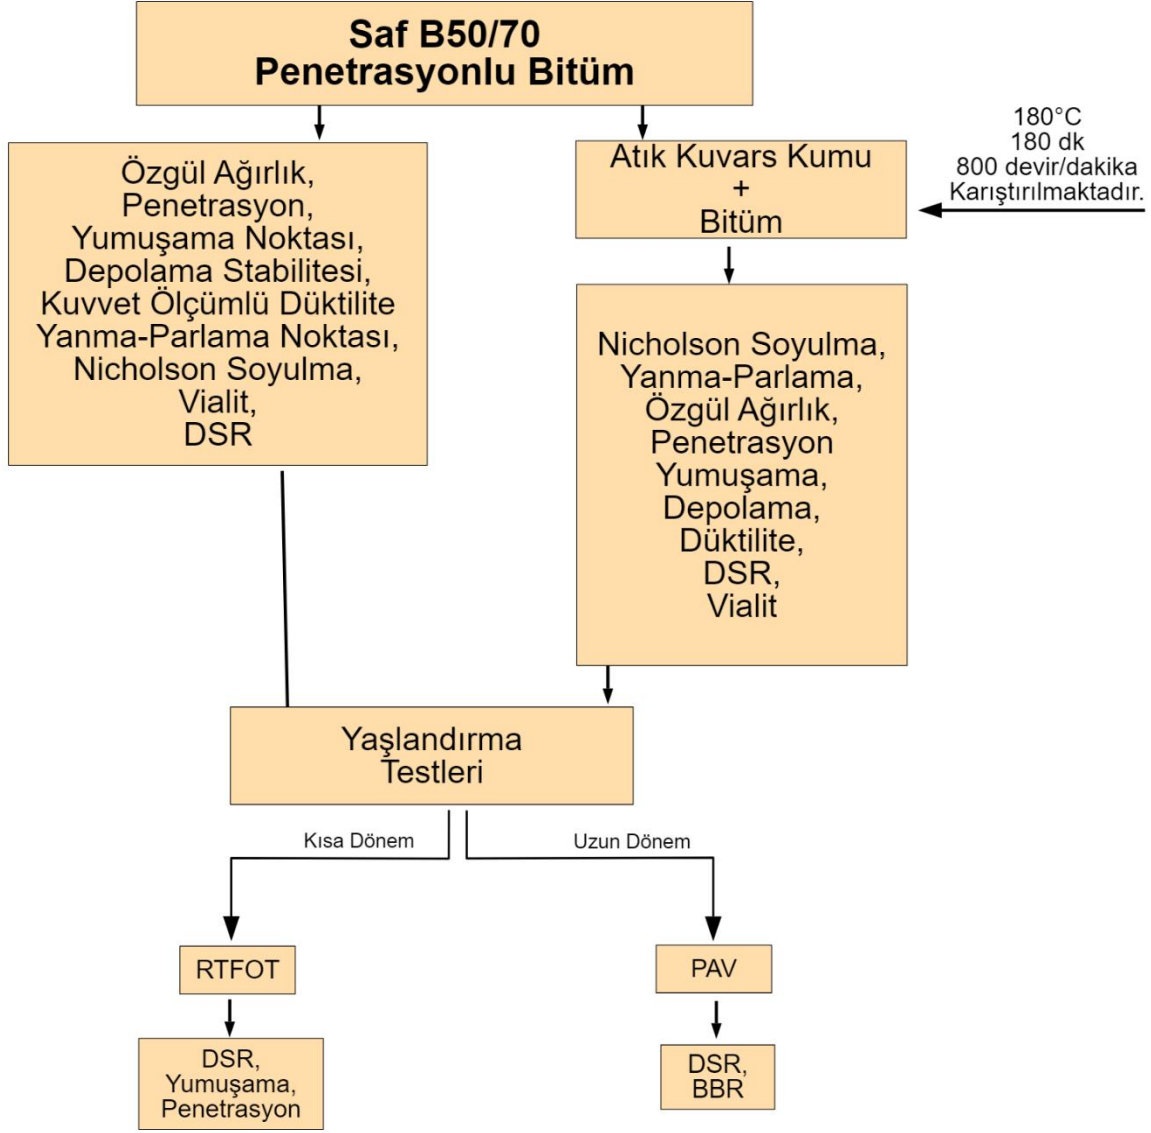 Saf B50/70
Penetrasyonlu Bitüm
180°C
180 dk
800 devir/dakika
Karıştırılmaktadır.
Özgül Ağırlık,
Penetrasyon,
Yumuşama Noktası,
Depolama Stabilitesi,
Kuvvet Ölçümlü Düktilite
Yanma-Parlama Noktası,
Nicholson Soyulma,
Vialit,
DSR
Atık Kuvars Kumu
+
Bitüm
Nicholson Soyulma,
Yanma-Parlama,
Özgül Ağırlık,
Penetrasyon
Yumuşama,
Depolama,
Düktilite,
DSR,
Vialit
Yaşlandırma
Testleri
Kısa Dönem
Uzun Dönem
RTFOT
PAV
DSR,
Yumuşama,
Penetrasyon
DSR,
BBR